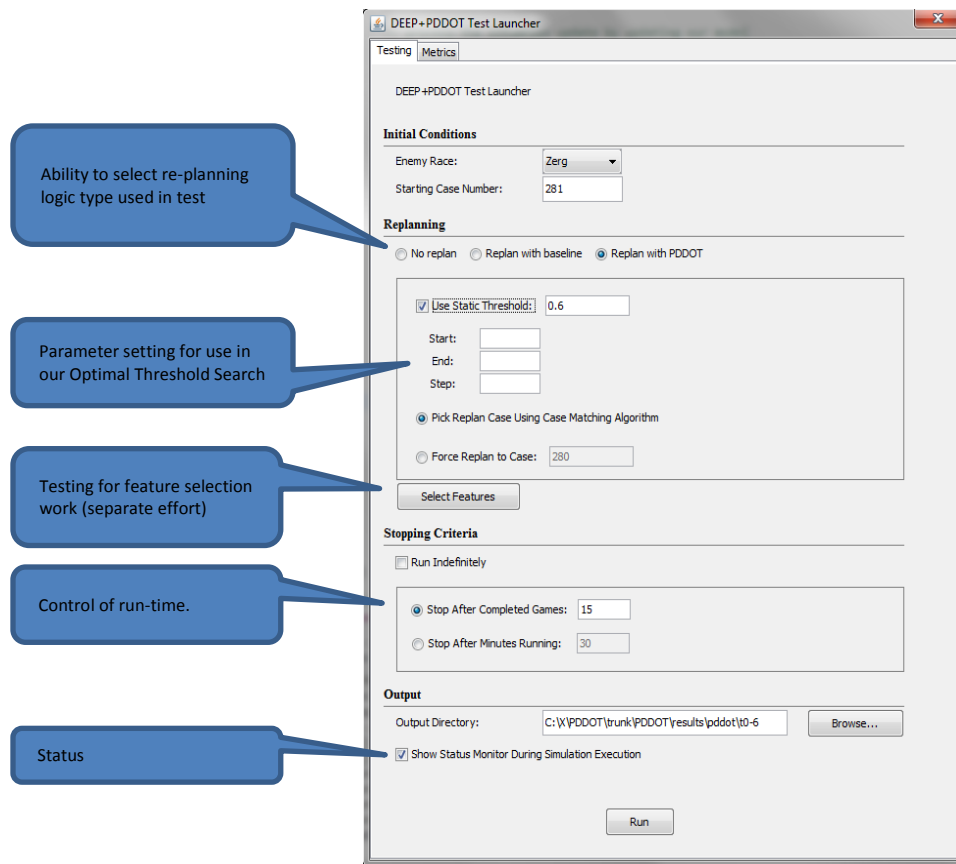 DEEP+PDDOT Test Launcher
X
Testing Metrics
DEEP+PDDOT Test Launcher
Initial Conditions
Enemy Race: Zerg
Starting Case Number: 281
Ability to select re-planning
logic type used in test
Replanning
No replan Replan with baseline Replan with PDDOT
Use Static Threshold: 0.6
Parameter setting for use in
our Optimal Threshold Search
Start:
End:
Step:
Pick Replan Case Using Case Matching Algorithm
Force Replan to Case: 280
Testing for feature selection
work (separate effort)
Select Features
Stopping Criteria
Run Indefinitely
Control of run-time.
Stop After Completed Games: 15
Stop After Minutes Running: 30
Output
Output Directory: C:\X\PDDOT\trunk\PDDOT\results\pddot\t0-6 Browse...
Status
Show Status Monitor During Simulation Execution
Run